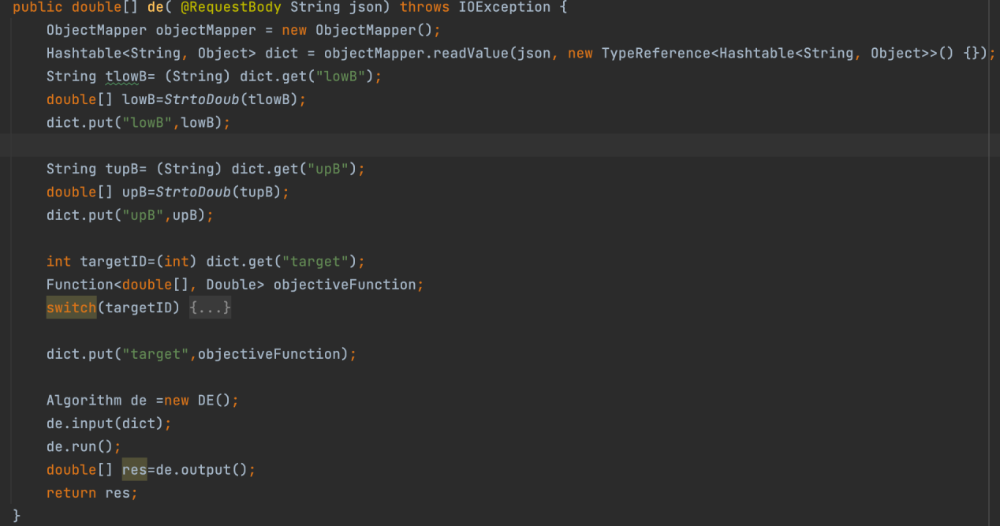 public double[] de( @RequestBody String json) throws IOException {
ObjectMapper objectMapper = new ObjectMapper();
Hashtable<String, Object> dict = objectMapper.readValue(json, new TypeReference<Hashtable<String, Object>>() {});
String tlowB= (String) dict.get("lowB");
double[] lowB=StrtoDoub(tlowB);
dict.put("lowB",lowB);
String tupB= (String) dict.get("upB");
double[] upB=StrtoDoub(tupB);
dict.put("upB",upB);
int targetID=(int) dict.get("target");
Function<double[], Double> objectiveFunction;
switch(targetID) {...}
dict.put("target",objectiveFunction);
Algorithm de =new DE();
de.input(dict);
de.run();
double[] res=de.output();
return res;
}